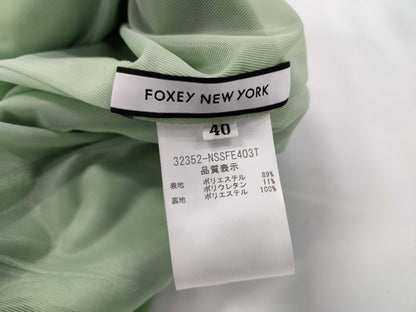 FOXEY NEW YORK
40
32352-NSSFE403T
品質表示
表地 ポリエステル 89%
ポリウレタン 11%
裏地 ポリエステル 100%